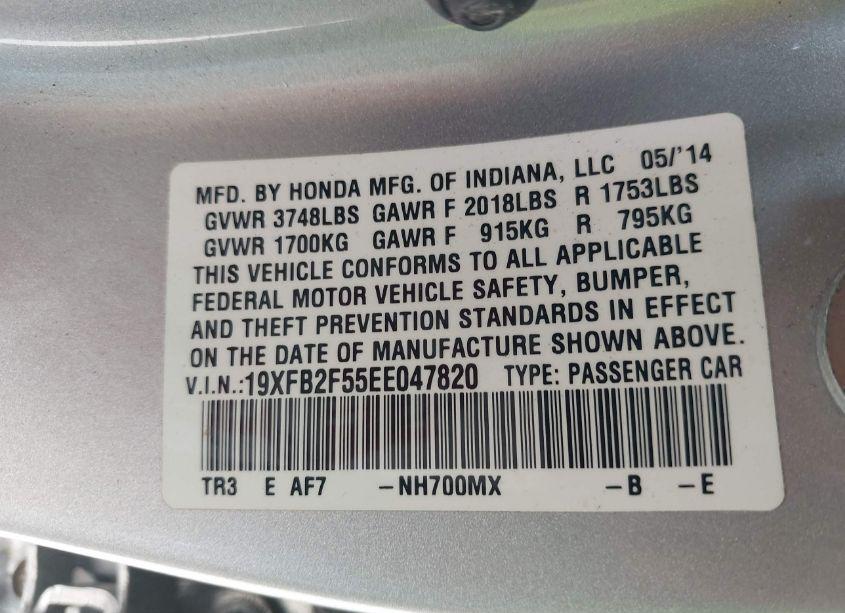 MFD. BY HONDA MFG. OF INDIANA, LLC 05/'14
GVWR 3748LBS GAWR F 2018LBS R 1753LBS
GVWR 1700KG GAWR F 915KG R 795KG
THIS VEHICLE CONFORMS TO ALL APPLICABLE
FEDERAL MOTOR VEHICLE SAFETY, BUMPER,
AND THEFT PREVENTION STANDARDS IN EFFECT
ON THE DATE OF MANUFACTURE SHOWN ABOVE.
V.I.N.:19XFB2F55EE047820 TYPE: PASSENGER CAR
TR3 E AF7 -NH700MX -B -E